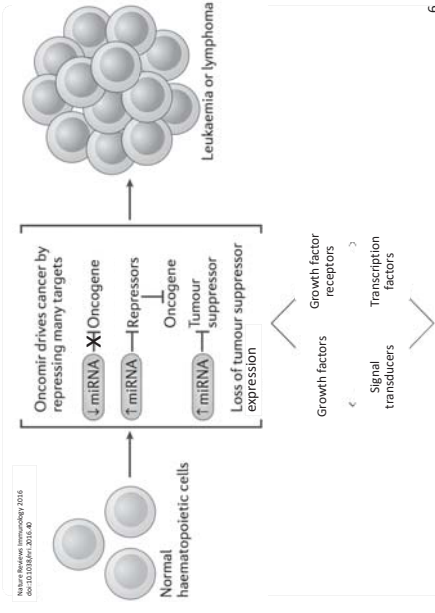 Nature Reviews Immunology 2016
doi:10.1038/nri.2016.40
Normal
haematopoietic cells
Oncomir drives cancer by
repressing many targets
↓ miRNA ⊣ X Oncogene
↑ miRNA ⊣ Repressors
Oncogene
↑ miRNA ⊣ Tumour
suppressor
Loss of tumour suppressor
expression
Leukaemia or lymphoma
Growth factors
Growth factor
receptors
Signal
transducers
Transcription
factors